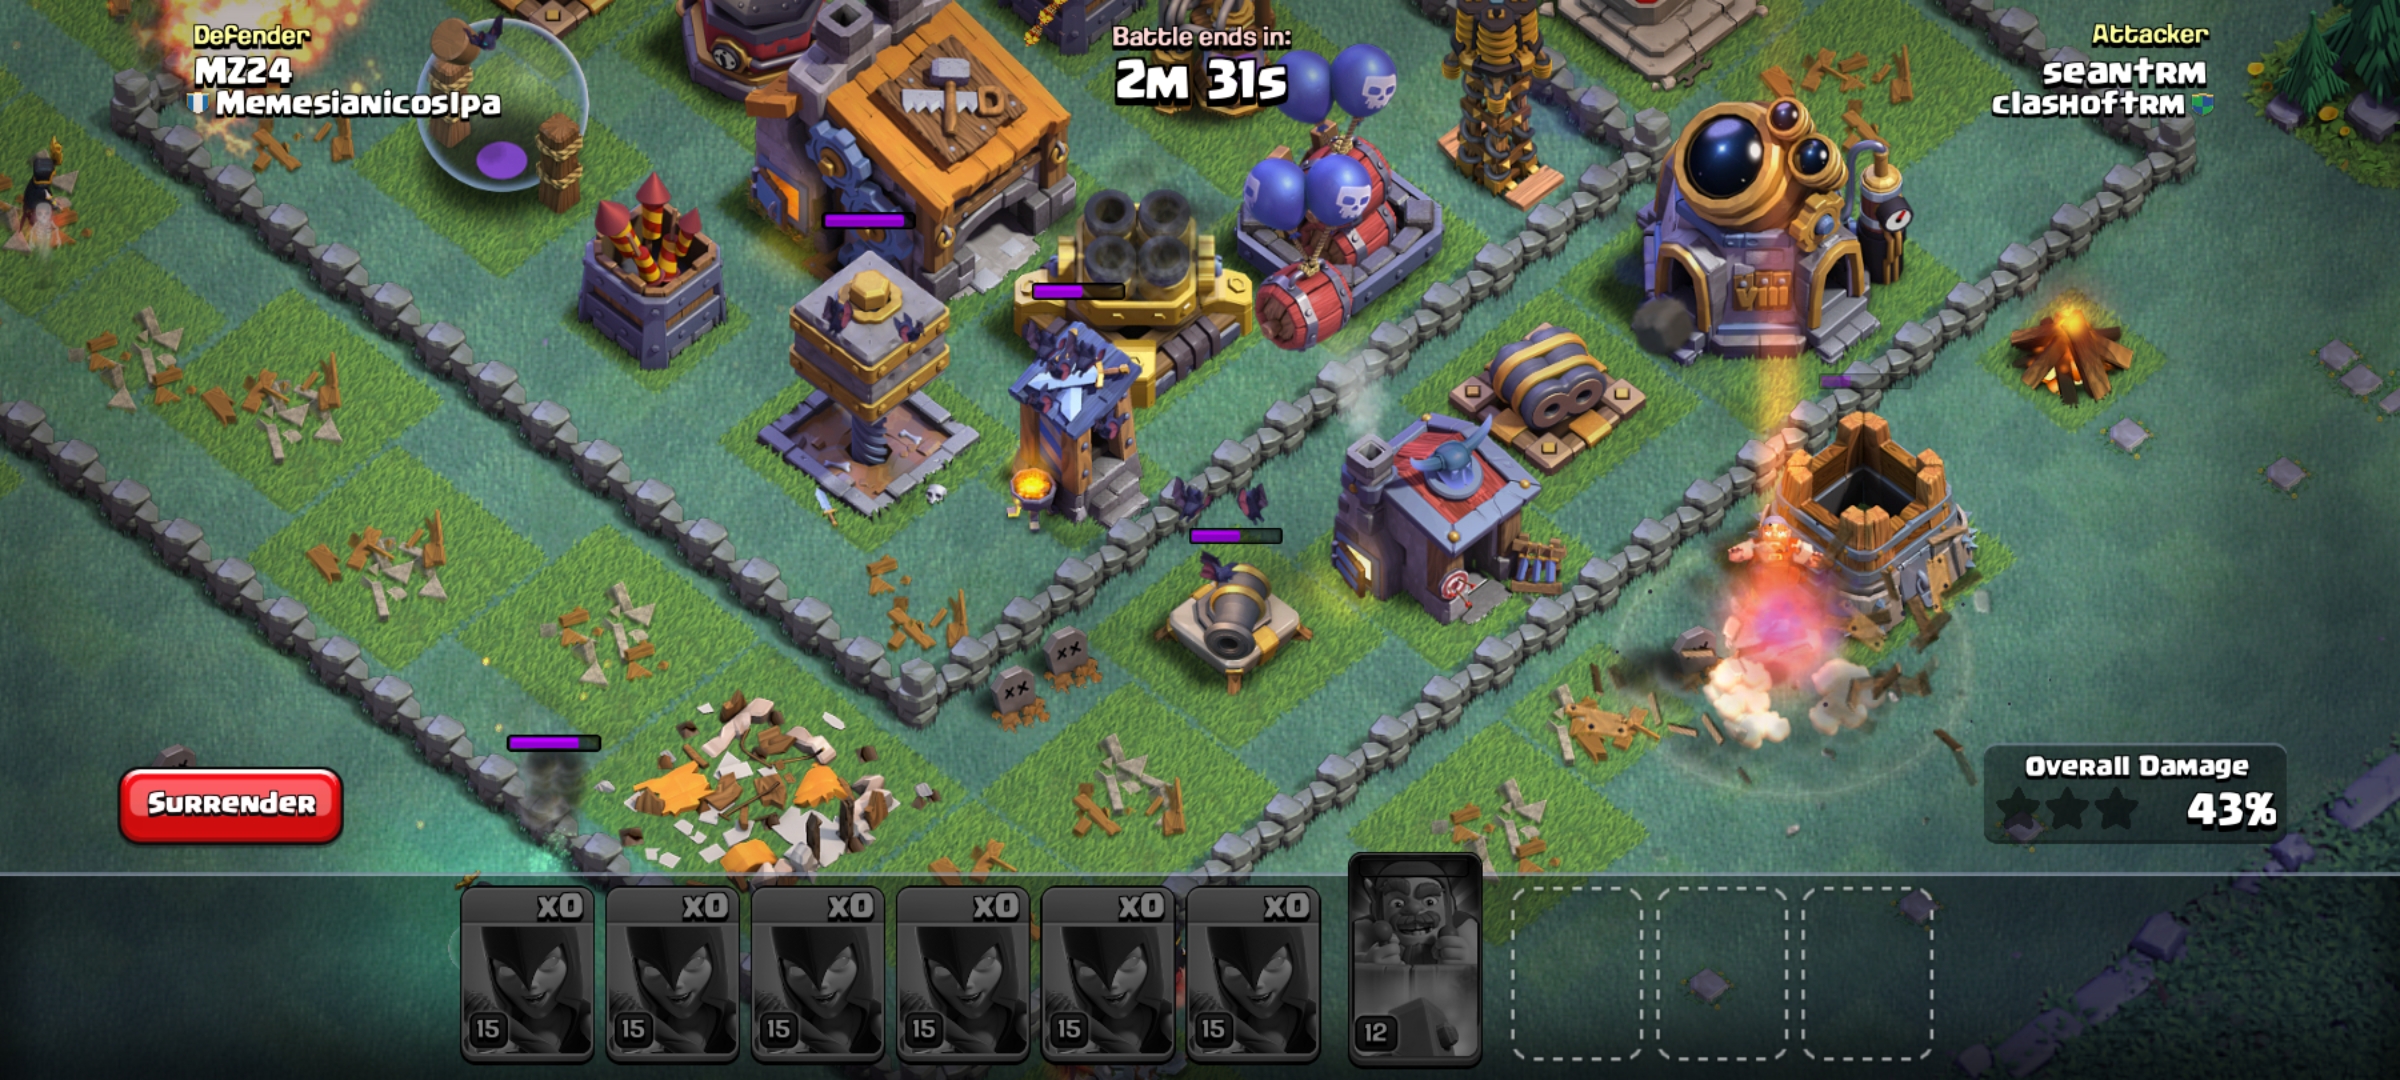 Defender
MZ24
Memesianicoslpa
Battle ends in:
2M 31s
Attacker
seantRM
clashoftRM
VIII
Surrender
Overall Damage
43%
x0
x0
x0
x0
x0
x0
15
15
15
15
15
15
12